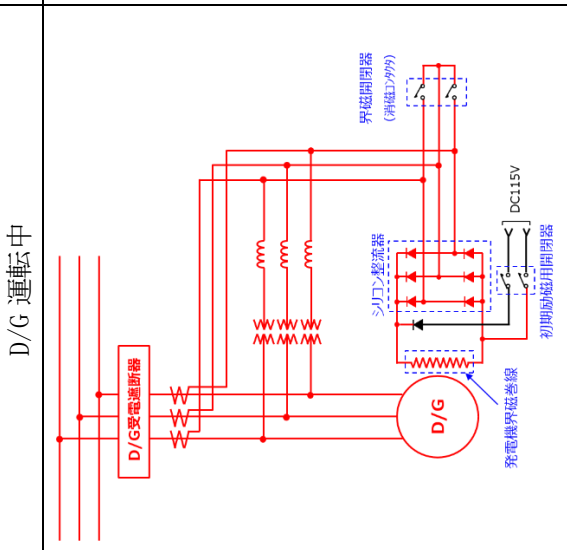 D/G 運転中
D/G受電遮断器
界磁開閉器
(消磁コンタクタ)
シリコン整流器
DC115V
初期励磁用開閉器
D/G
発電機界磁巻線